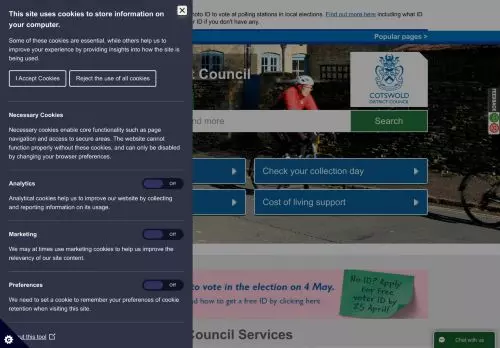 This site uses cookies to store information on
your computer.
Some of these cookies are essential, while others help us to
improve your experience by providing insights into how the site is
being used.
I Accept Cookies
Reject the use of all cookies
Necessary Cookies
Necessary cookies enable core functionality such as page
navigation and access to secure areas. The website cannot
function properly without these cookies, and can only be disabled
by changing your browser preferences.
Analytics
Off
Analytical cookies help us to improve our website by collecting
and reporting information on its usage.
Marketing
Off
We may at times use marketing cookies to help us improve the
relevancy of our site content.
Preferences
Off
We need to set a cookie to remember your preferences of cookie
retention when visiting this site.
this tool
hoto ID to vote at polling stations in local elections. Find out more here including what ID
r ID if you don't have any.
Popular pages >
t Council
COTSWOLD
DISTRICT COUNCIL
nd more
Search
Check your collection day
Cost of living support
to vote in the election on 4 May.
nd how to get a free ID by clicking here.
No ID? Apply
for free
voter ID by
25 April!
Council Services
Chat with us